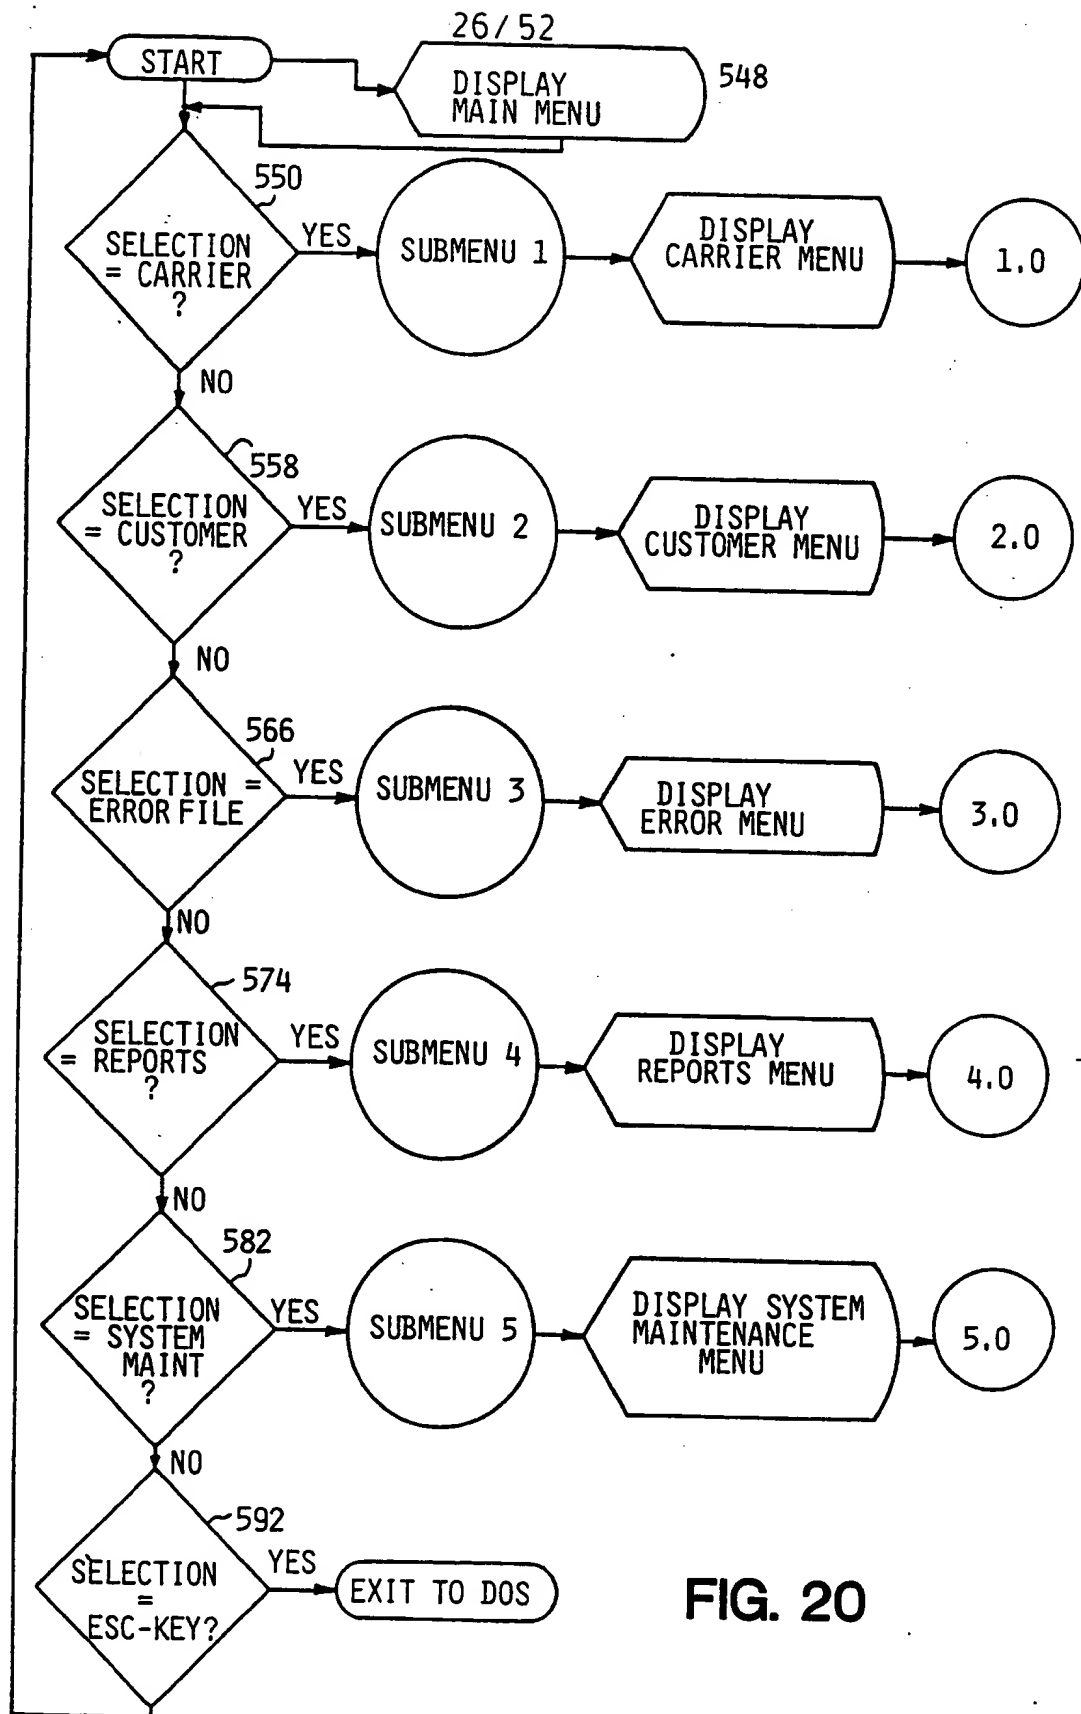 26/52
START
DISPLAY
MAIN MENU
548
550
SELECTION
= CARRIER
?
YES
SUBMENU 1
DISPLAY
CARRIER MENU
1.0
NO
558
SELECTION
= CUSTOMER
?
YES
SUBMENU 2
DISPLAY
CUSTOMER MENU
2.0
NO
566
SELECTION =
ERROR FILE
YES
SUBMENU 3
DISPLAY
ERROR MENU
3.0
NO
574
SELECTION
= REPORTS
?
YES
SUBMENU 4
DISPLAY
REPORTS MENU
4.0
NO
582
SELECTION
= SYSTEM
MAINT
?
YES
SUBMENU 5
DISPLAY SYSTEM
MAINTENANCE
MENU
5.0
NO
592
SELECTION
=
ESC-KEY?
YES
EXIT TO DOS
FIG. 20